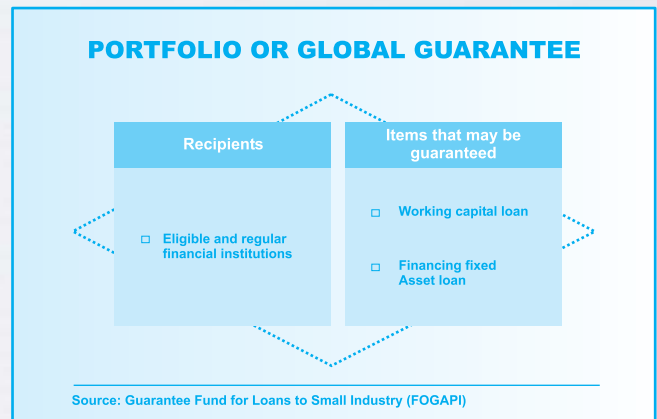 PORTFOLIO OR GLOBAL GUARANTEE
Recipients
Eligible and regular
financial institutions
Items that may be
guaranteed
Working capital loan
Financing fixed
Asset loan
Source: Guarantee Fund for Loans to Small Industry (FOGAPI)